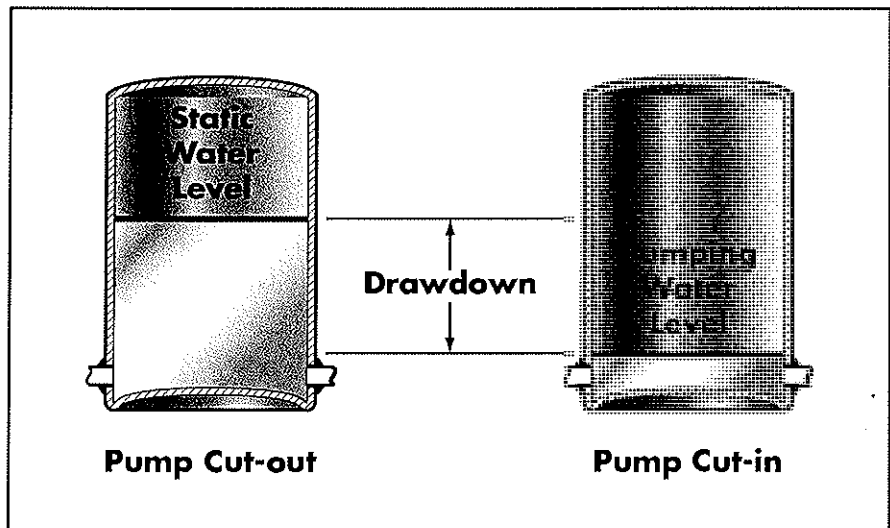 Static
Water
Level
Drawdown
Pumping
Water
Level
Pump Cut-out
Pump Cut-in